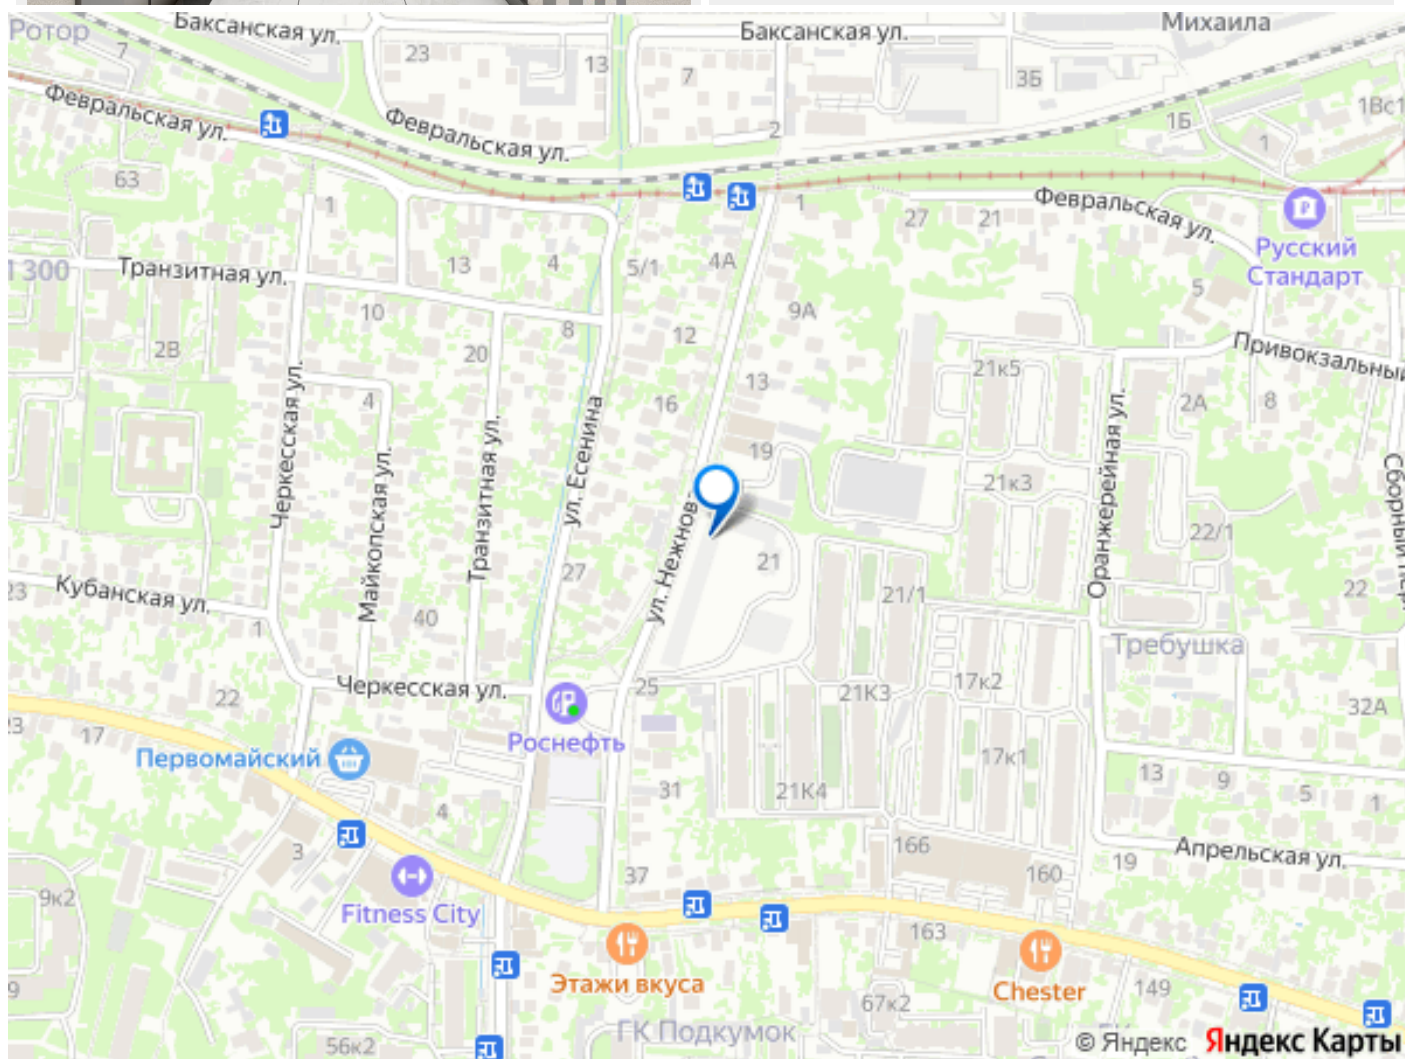 Ротор
Баксанская ул.
Баксанская ул.
Михаила
7
23
13
7
3Б
1Вс1
Февральская ул.
Февральская ул.
2
1Б
1
63
1
1
27
21
Февральская ул.
Русский
Стандарт
1 300
Транзитная ул.
13
4
5/1
4А
5
10
8
12
9А
2В
20
Привокзальный
21к5
4
16
13
2А
8
Черкесская ул.
Майкопская ул.
Транзитная ул.
ул. Есенина
19
21к3
Оранжерейная ул.
ул. Нежнов
22/1
23
Кубанская ул.
27
21
21/1
22
1
40
Требушка
22
Черкесская ул.
25
21К3
17к2
32А
17
Роснефть
Первомайский
31
21К4
17к1
13
9
5
1
4
3
166
19
Апрельская ул.
9к2
37
160
Fitness City
163
Этажи вкуса
Chester
149
67к2
9
ГК Подкумок
56к2
© Яндекс Яндекс Карты